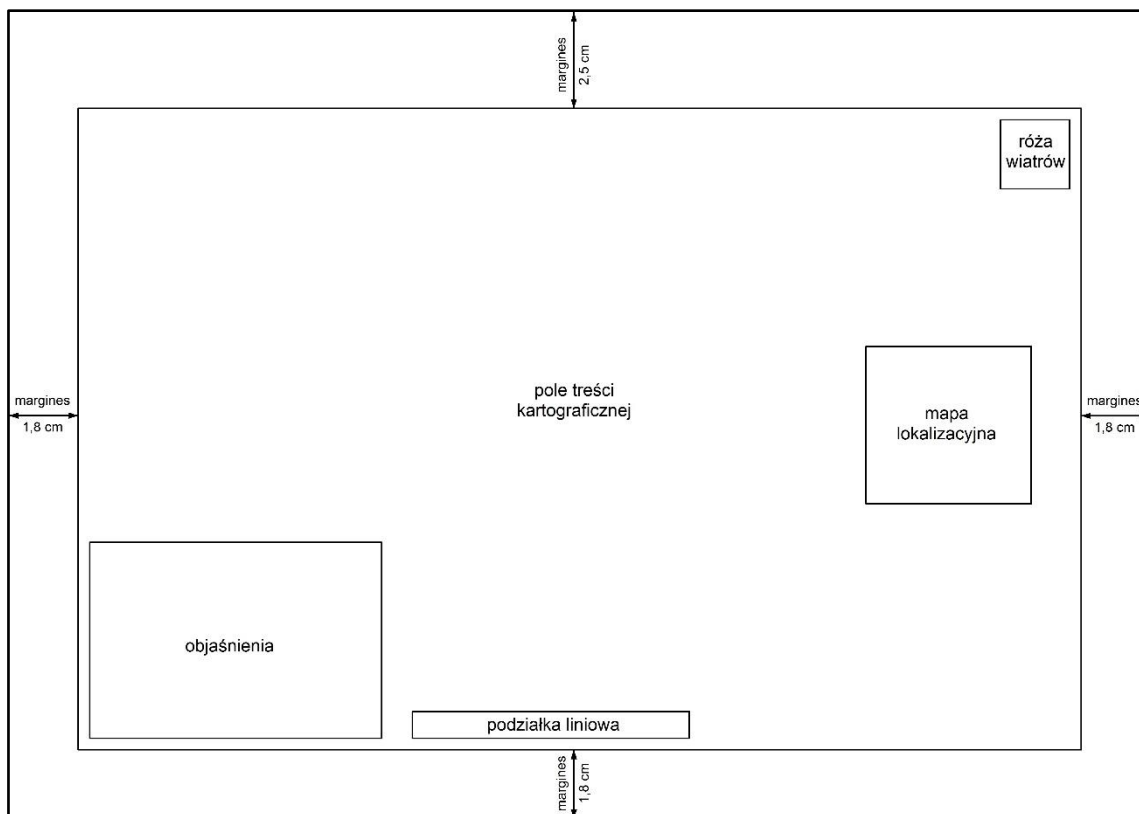 margines
2,5 cm
róża
wiatrów
pole treści
kartograficznej
mapa
lokalizacyjna
margines
1,8 cm
margines
1,8 cm
objaśnienia
podziałka liniowa
margines
1,8 cm